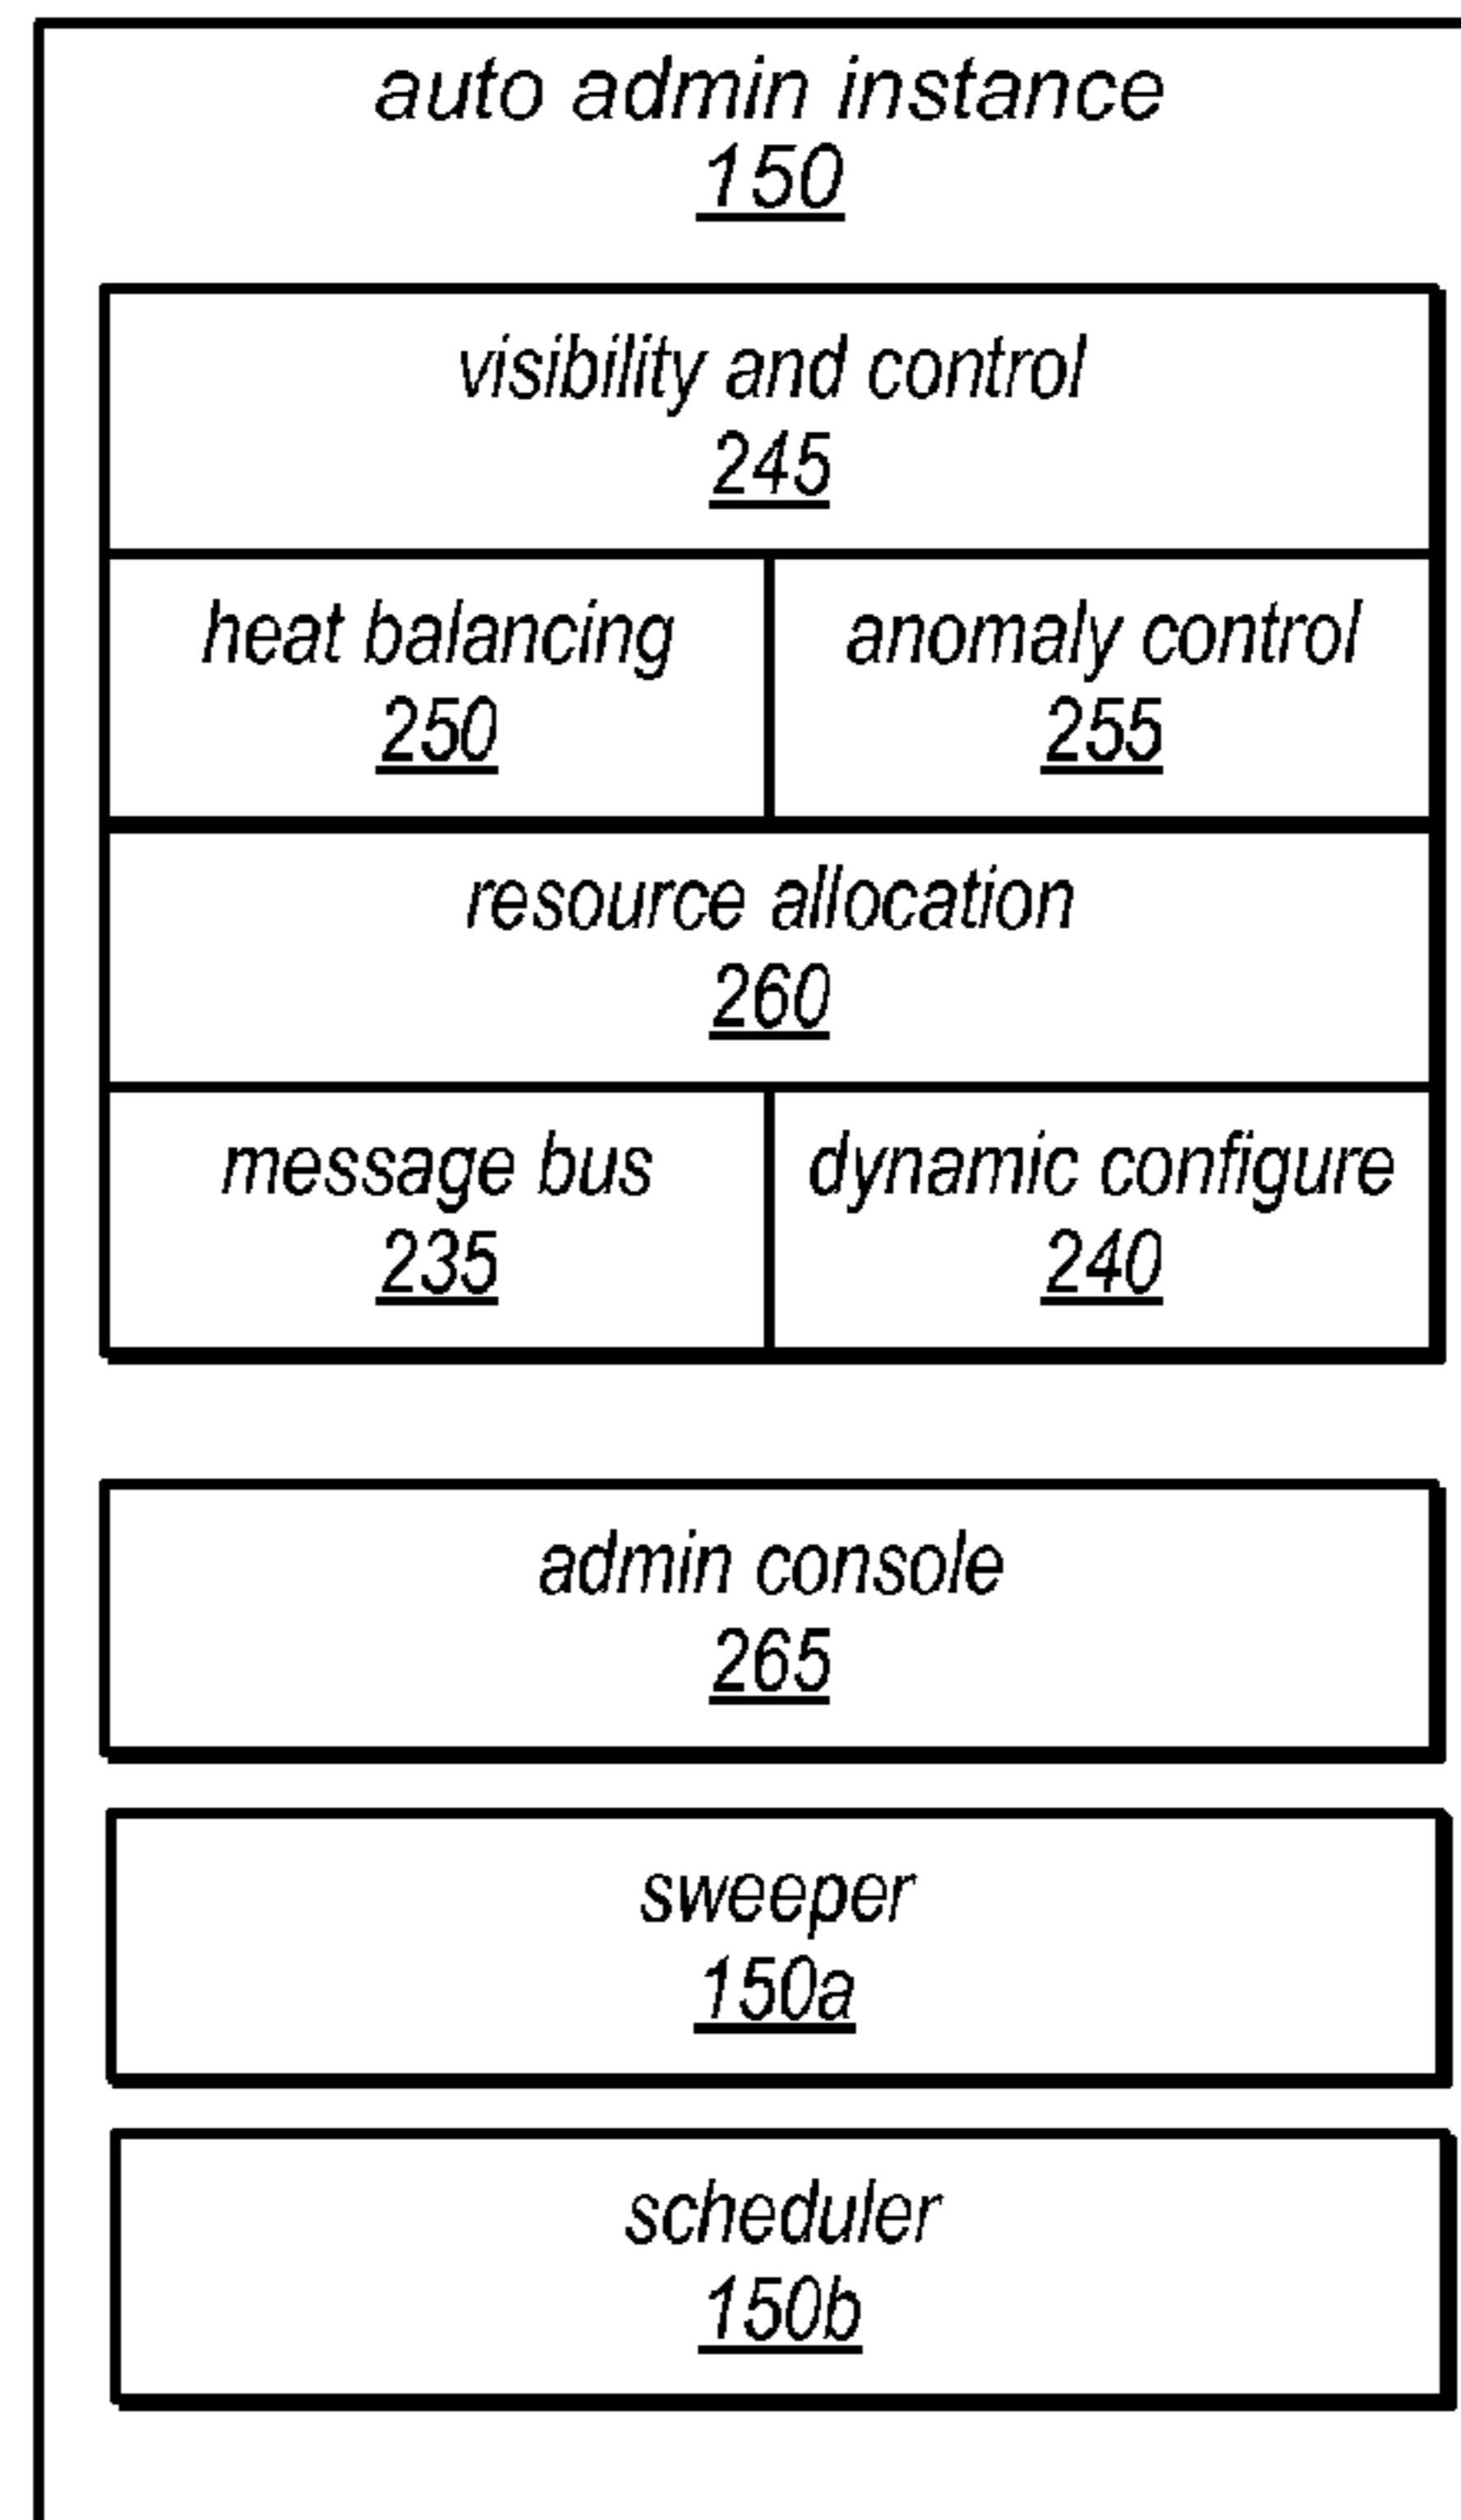 auto admin instance
150
visibility and control
245
heat balancing
250
anomaly control
255
resource allocation
260
message bus
235
dynamic configure
240
admin console
265
sweeper
150a
scheduler
150b